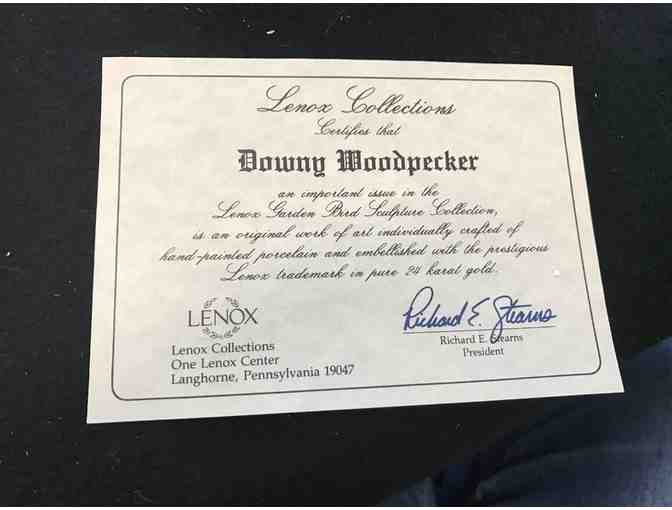 Lenox Collections
Certifies that
Downy Woodpecker
an important issue in the
Lenox Garden Bird Sculpture Collection,
is an original work of art individually crafted of
hand-painted porcelain and embellished with the prestigious
Lenox trademark in pure 24 karat gold.
LENOX
Lenox Collections
One Lenox Center
Langhorne, Pennsylvania 19047
Richard E. Stearns
Richard E. Stearns
President